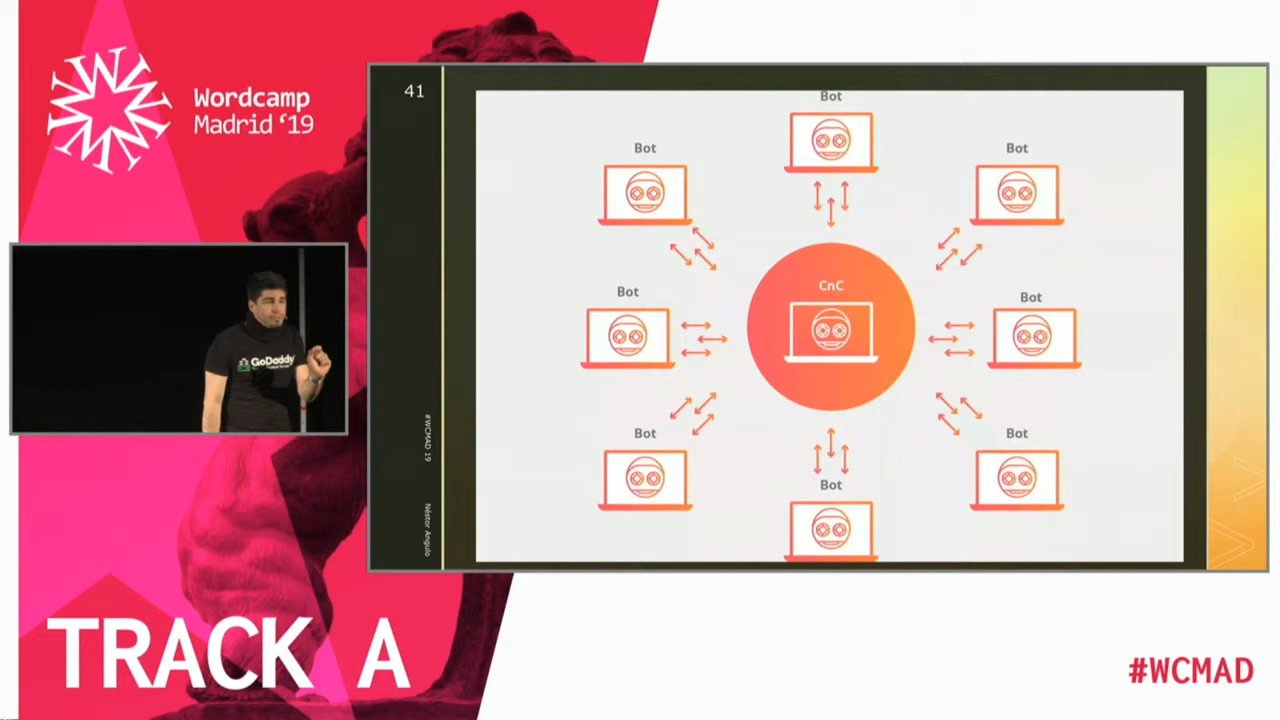 Wordcamp
Madrid ‘19
41
Bot
Bot
Bot
Bot
CnC
Bot
Bot
Bot
Bot
#WCMAD 19
Néstor Angulo
GoDaddy
TRACK A
#WCMAD